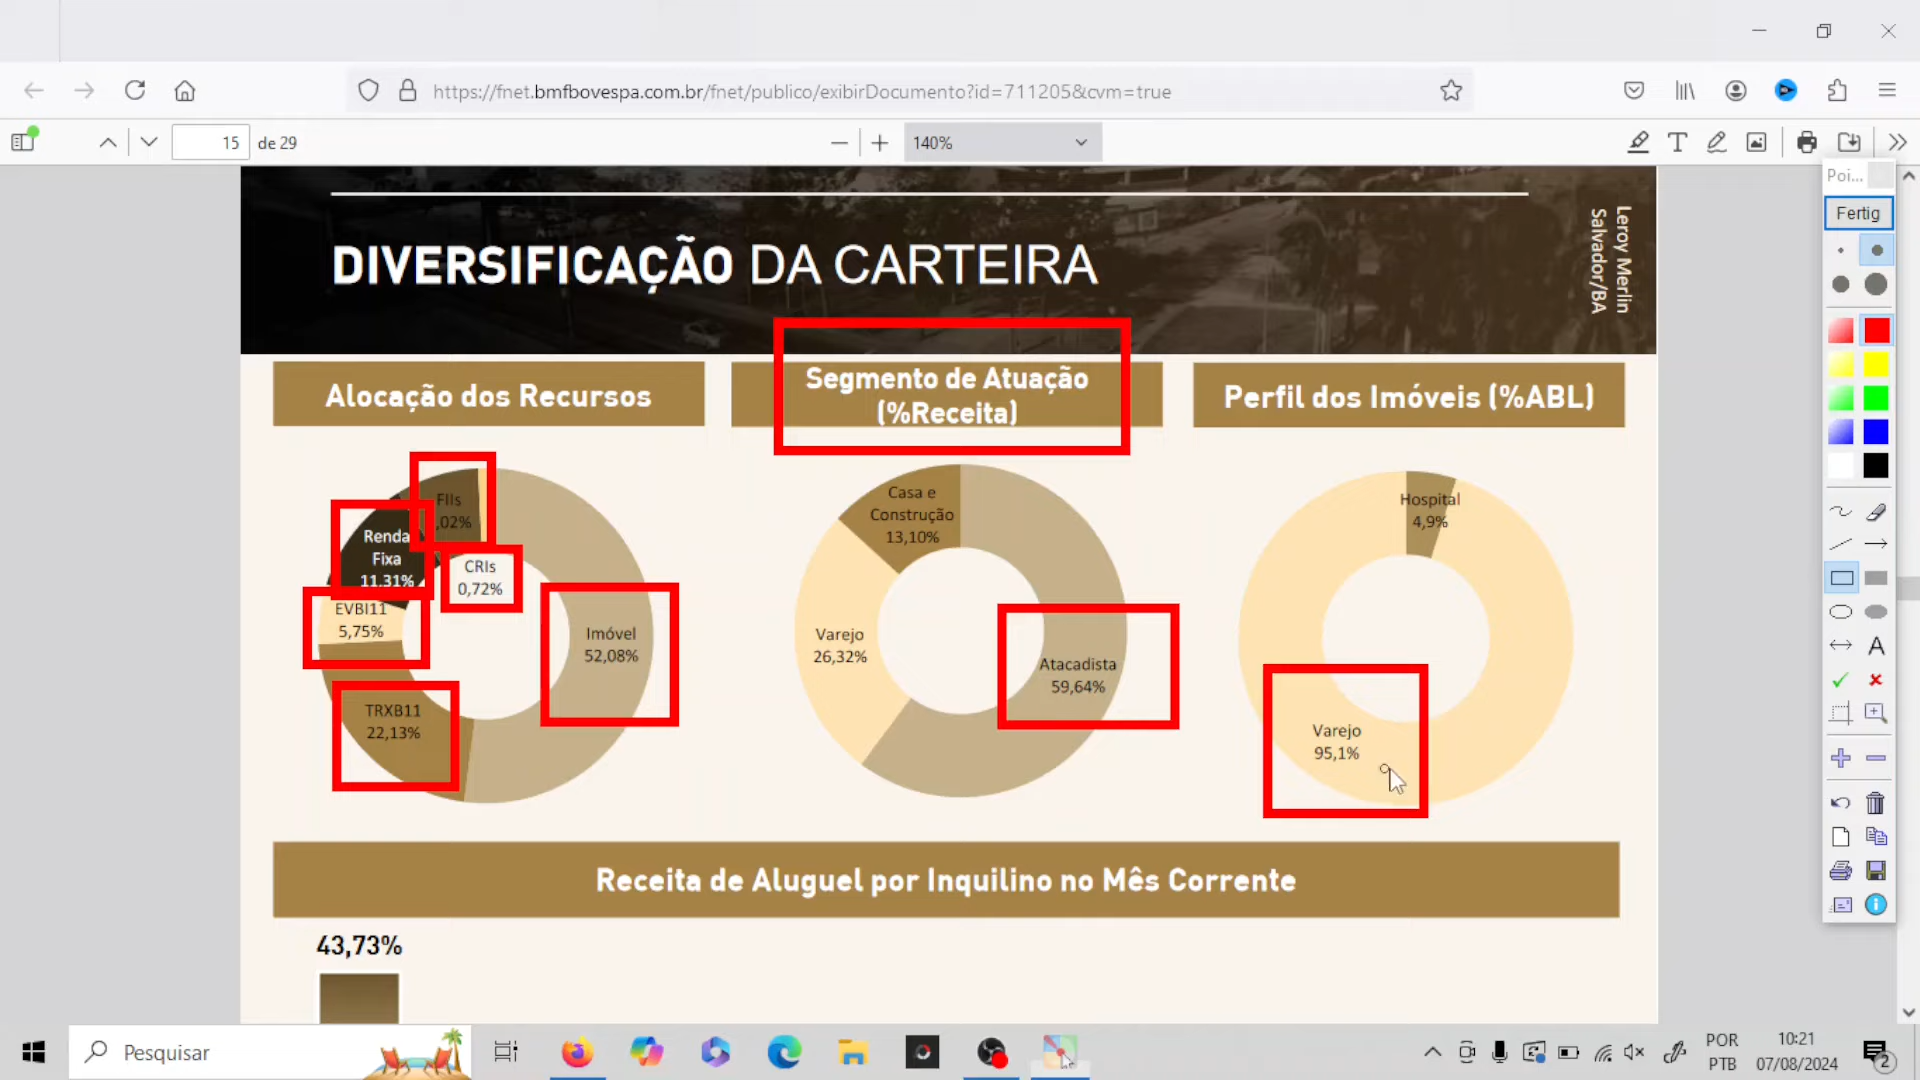 https://fnet.bmfbovespa.com.br/fnet/publico/exibirDocumento?id=711205&cvm=true
15 de 29
140%
Poi...
Fertig
Leroy Merlin
Salvador/BA
DIVERSIFICAÇÃO DA CARTEIRA
Alocação dos Recursos
Segmento de Atuação
(%Receita)
Perfil dos Imóveis (%ABL)
FIIs
,02%
Renda
Fixa
11,31%
CRIs
0,72%
EVBI11
5,75%
Imóvel
52,08%
TRXB11
22,13%
Casa e
Construção
13,10%
Varejo
26,32%
Atacadista
59,64%
Hospital
4,9%
Varejo
95,1%
Receita de Aluguel por Inquilino no Mês Corrente
43,73%
Pesquisar
POR
PTB
10:21
07/08/2024
2